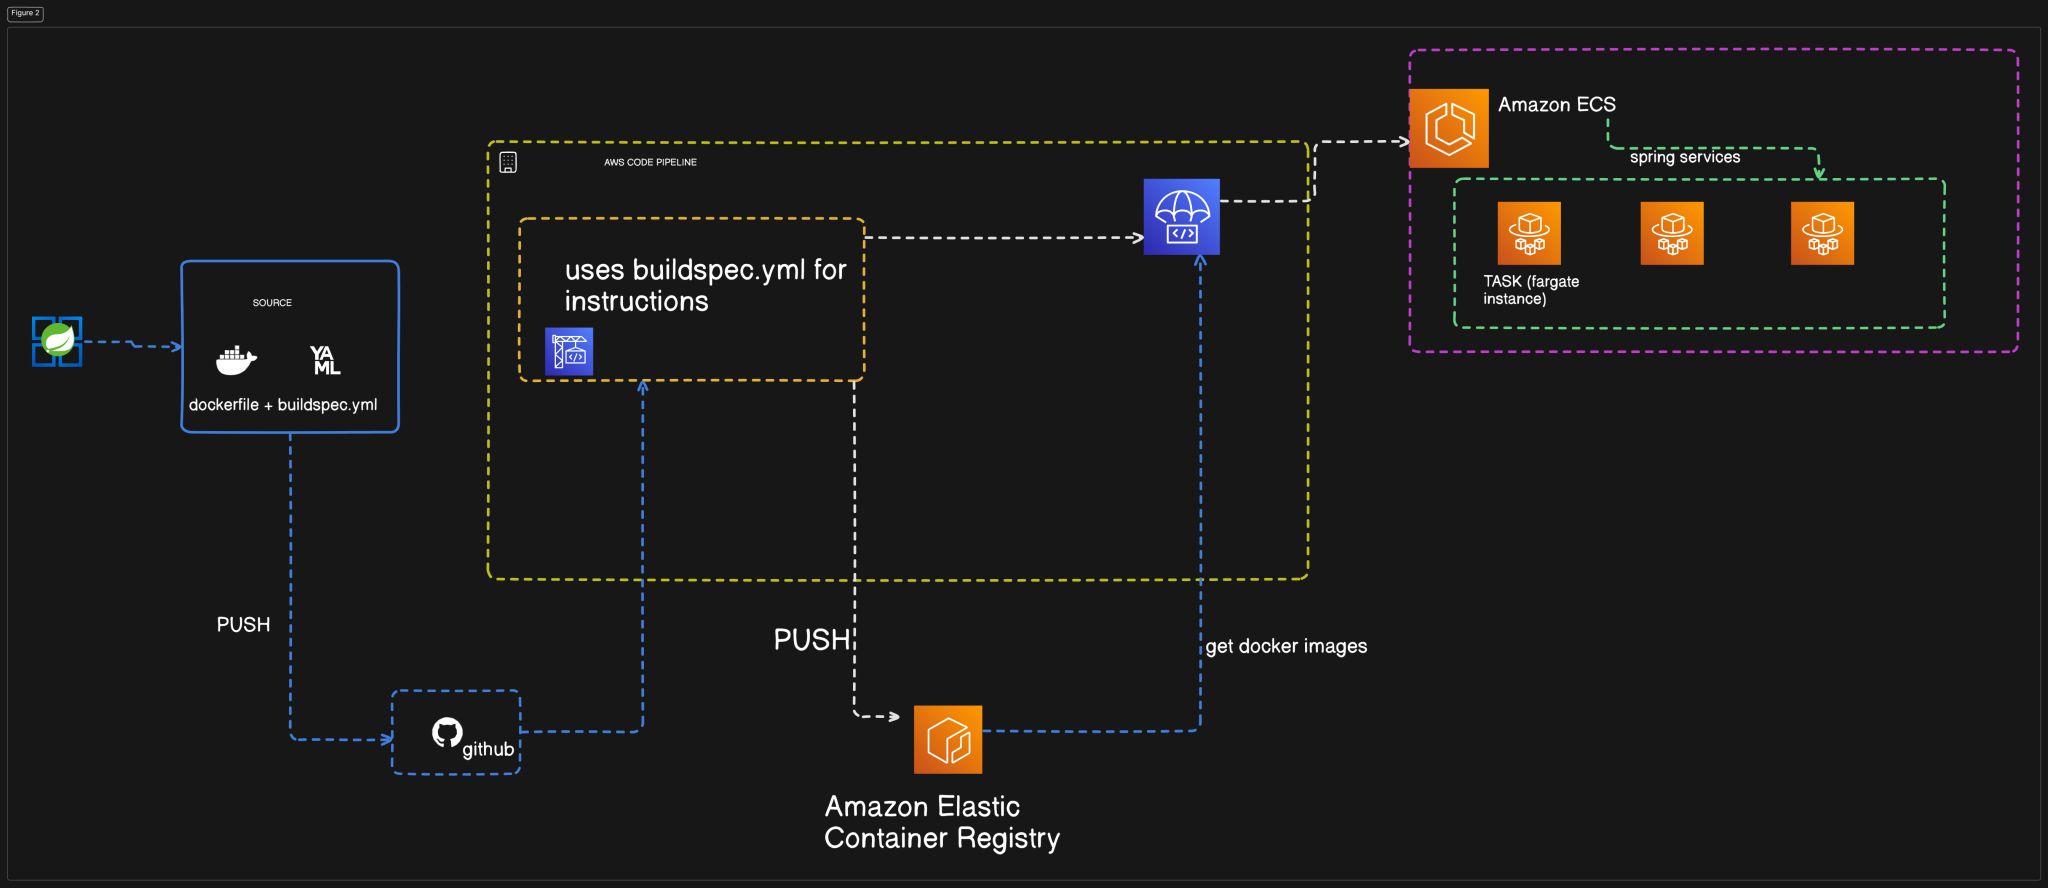 Figure 2
Amazon ECS
spring services
TASK (fargate
instance)
AWS CODE PIPELINE
uses buildspec.yml for
instructions
SOURCE
YA
ML
dockerfile + buildspec.yml
PUSH
github
PUSH
get docker images
Amazon Elastic
Container Registry